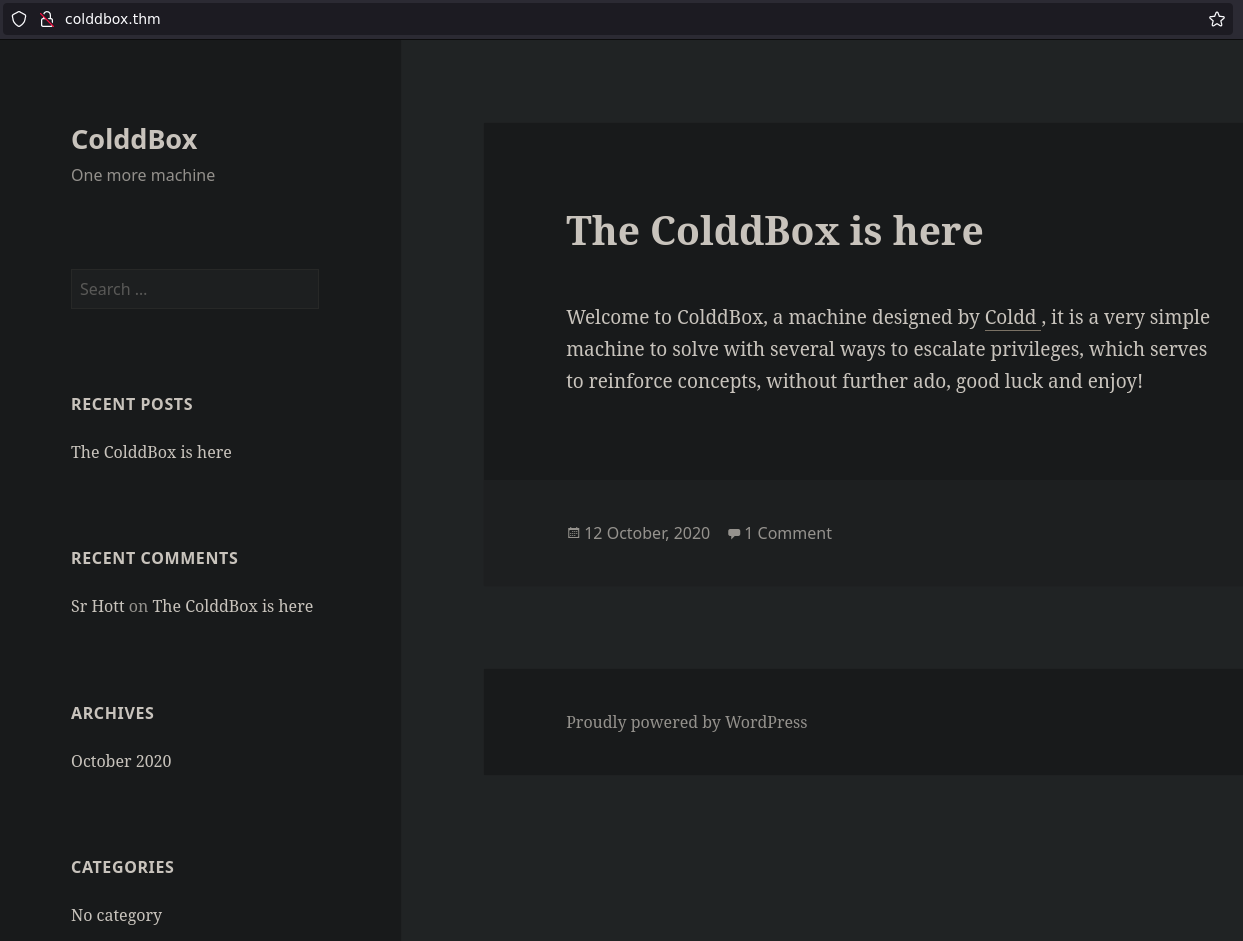 colddbox.thm
ColddBox
One more machine
Search ...
RECENT POSTS
The ColddBox is here
RECENT COMMENTS
Sr Hott on The ColddBox is here
ARCHIVES
October 2020
CATEGORIES
No category
The ColddBox is here
Welcome to ColddBox, a machine designed by Coldd , it is a very simple
machine to solve with several ways to escalate privileges, which serves
to reinforce concepts, without further ado, good luck and enjoy!
12 October, 2020 1 Comment
Proudly powered by WordPress